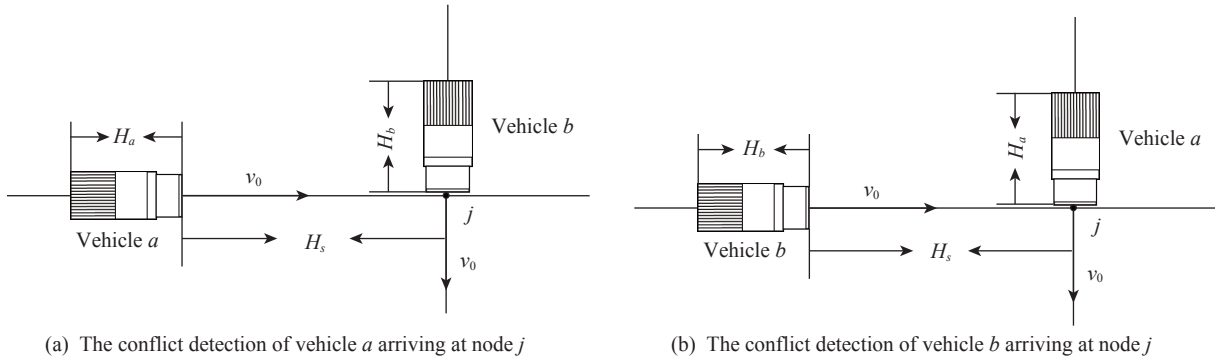 Vehicle b
H_b
H_a
v_0
j
Vehicle a
H_s
v_0
(a) The conflict detection of vehicle a arriving at node j
Vehicle a
H_a
H_b
v_0
j
Vehicle b
H_s
v_0
(b) The conflict detection of vehicle b arriving at node j